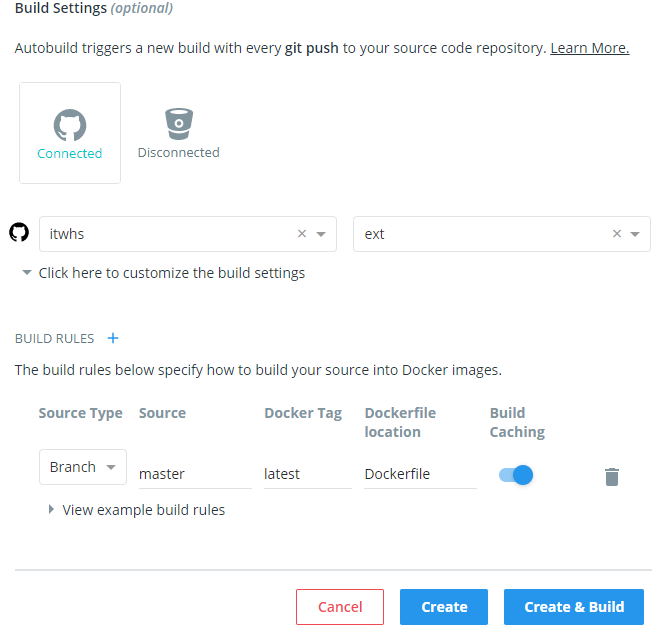 Build Settings (optional)
Autobuild triggers a new build with every git push to your source code repository. Learn More.
Connected
Disconnected
itwhs
ext
Click here to customize the build settings
BUILD RULES +
The build rules below specify how to build your source into Docker images.
Source Type Source Docker Tag Dockerfile location Build Caching
Branch master latest Dockerfile
View example build rules
Cancel Create Create & Build